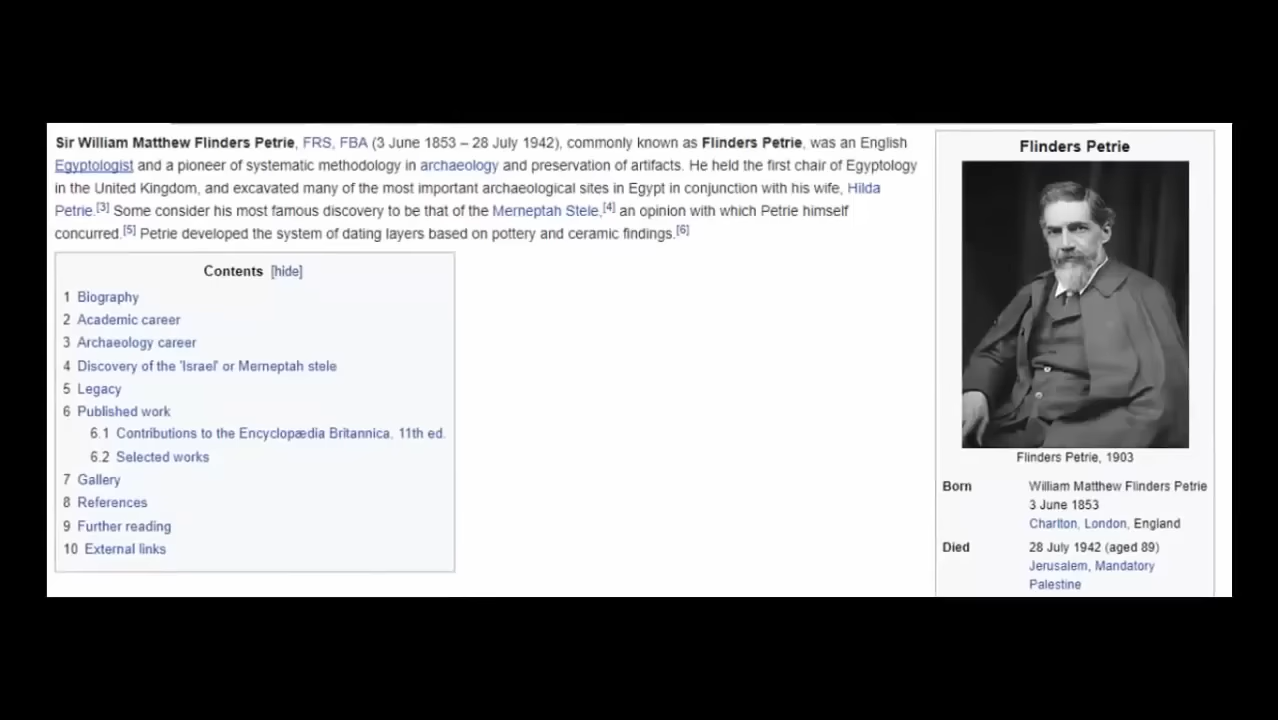 Sir William Matthew Flinders Petrie, FRS, FBA (3 June 1853 – 28 July 1942), commonly known as Flinders Petrie, was an English
Egyptologist and a pioneer of systematic methodology in archaeology and preservation of artifacts. He held the first chair of Egyptology
in the United Kingdom, and excavated many of the most important archaeological sites in Egypt in conjunction with his wife, Hilda
Petrie.[3] Some consider his most famous discovery to be that of the Merneptah Stele,[4] an opinion with which Petrie himself
concurred.[5] Petrie developed the system of dating layers based on pottery and ceramic findings.[6]
Contents [hide]
1 Biography
2 Academic career
3 Archaeology career
4 Discovery of the 'Israel' or Merneptah stele
5 Legacy
6 Published work
6.1 Contributions to the Encyclopædia Britannica, 11th ed.
6.2 Selected works
7 Gallery
8 References
9 Further reading
10 External links
Flinders Petrie
Flinders Petrie, 1903
Born William Matthew Flinders Petrie
3 June 1853
Charlton, London, England
Died 28 July 1942 (aged 89)
Jerusalem, Mandatory
Palestine